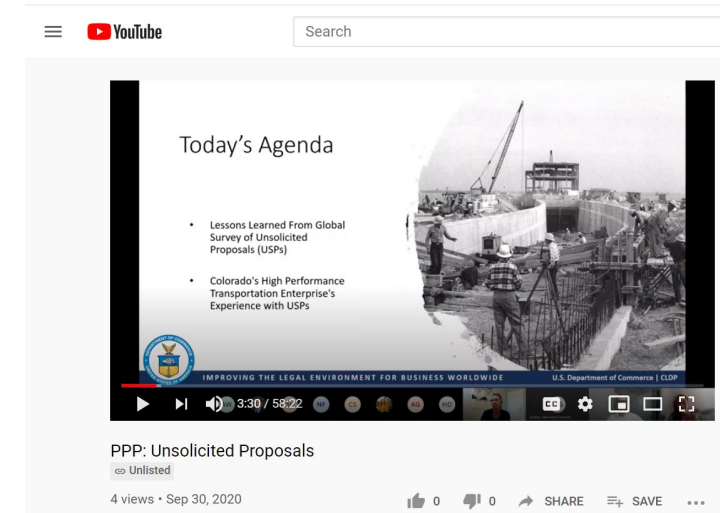 YouTube
Search
Today's Agenda
• Lessons Learned From Global
Survey of Unsolicited
Proposals (USPs)
• Colorado's High Performance
Transportation Enterprise's
Experience with USPs
IMPROVING THE LEGAL ENVIRONMENT FOR BUSINESS WORLDWIDE
U.S. Department of Commerce | CLDP
3:30 / 58:22
NF
CS
AG
HD
CC
PPP: Unsolicited Proposals
Unlisted
4 views • Sep 30, 2020
0
0
SHARE
SAVE